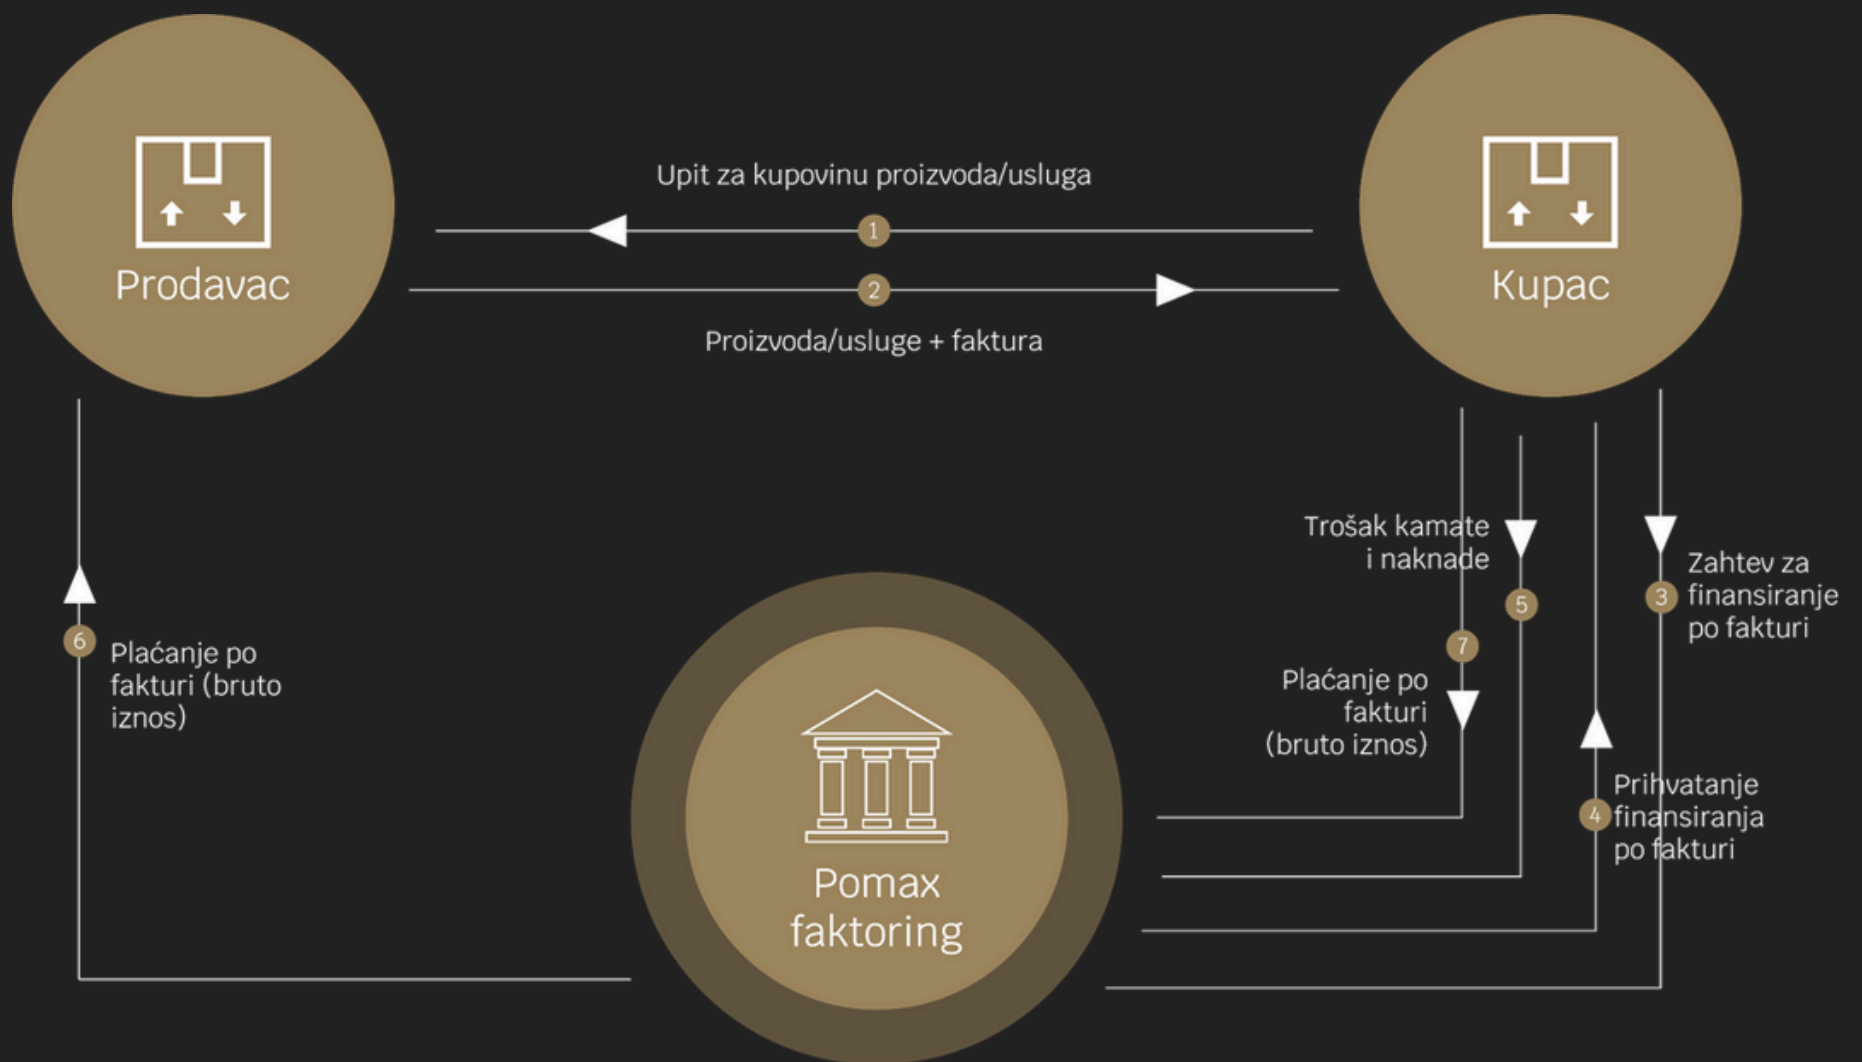 Upit za kupovinu proizvoda/usluga
1
Prodavac
Kupac
2
Proizvoda/usluge + faktura
Trošak kamate
i naknade
5
Zahtev za
3 finansiranje
po fakturi
6
Plaćanje po
fakturi (bruto
iznos)
7
Plaćanje po
fakturi
(bruto iznos)
Prihvatanje
4 finansiranja
po fakturi
Pomax
faktoring